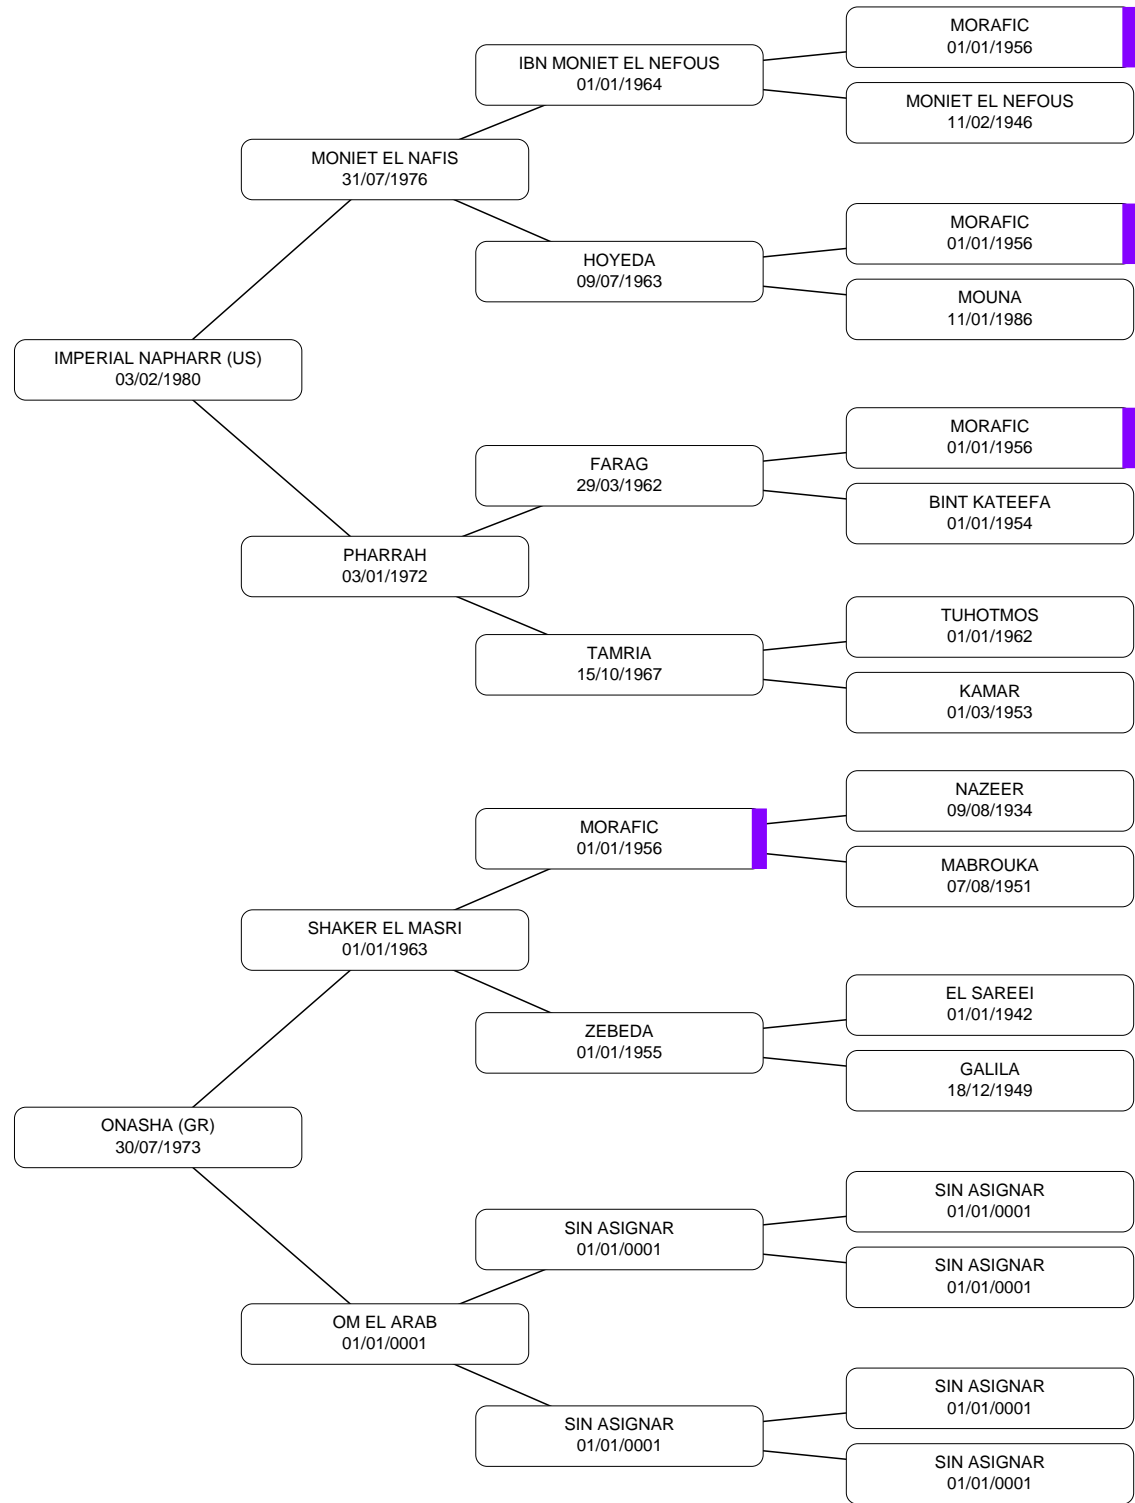 MORAFIC
01/01/1956
IBN MONIET EL NEFOUS
01/01/1964
MONIET EL NEFOUS
11/02/1946
MONIET EL NAFIS
31/07/1976
MORAFIC
01/01/1956
HOYEDA
09/07/1963
MOUNA
11/01/1986
IMPERIAL NAPHARR (US)
03/02/1980
MORAFIC
01/01/1956
FARAG
29/03/1962
BINT KATEEFA
01/01/1954
PHARRAH
03/01/1972
TUHOTMOS
01/01/1962
TAMRIA
15/10/1967
KAMAR
01/03/1953
NAZEER
09/08/1934
MORAFIC
01/01/1956
MABROUKA
07/08/1951
SHAKER EL MASRI
01/01/1963
EL SAREEI
01/01/1942
ZEBEDA
01/01/1955
GALILA
18/12/1949
ONASHA (GR)
30/07/1973
SIN ASIGNAR
01/01/0001
SIN ASIGNAR
01/01/0001
SIN ASIGNAR
01/01/0001
OM EL ARAB
01/01/0001
SIN ASIGNAR
01/01/0001
SIN ASIGNAR
01/01/0001
SIN ASIGNAR
01/01/0001